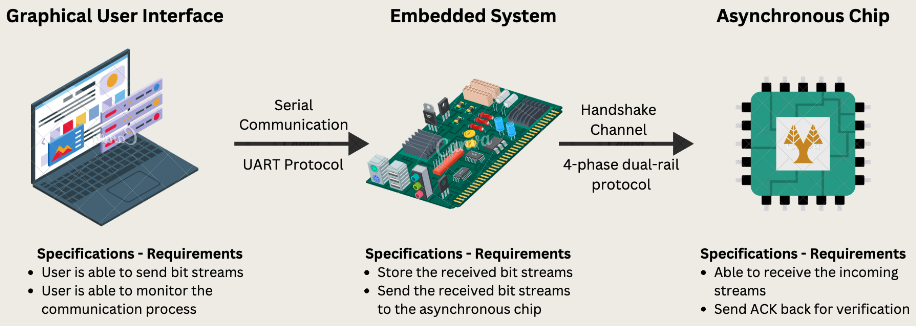 Graphical User Interface
Embedded System
Asynchronous Chip
Serial
Communication
UART Protocol
Handshake
Channel
4-phase dual-rail
protocol
Specifications - Requirements
• User is able to send bit streams
• User is able to monitor the
communication process
Specifications - Requirements
• Store the received bit streams
• Send the received bit streams
to the asynchronous chip
Specifications - Requirements
• Able to receive the incoming
streams
• Send ACK back for verification